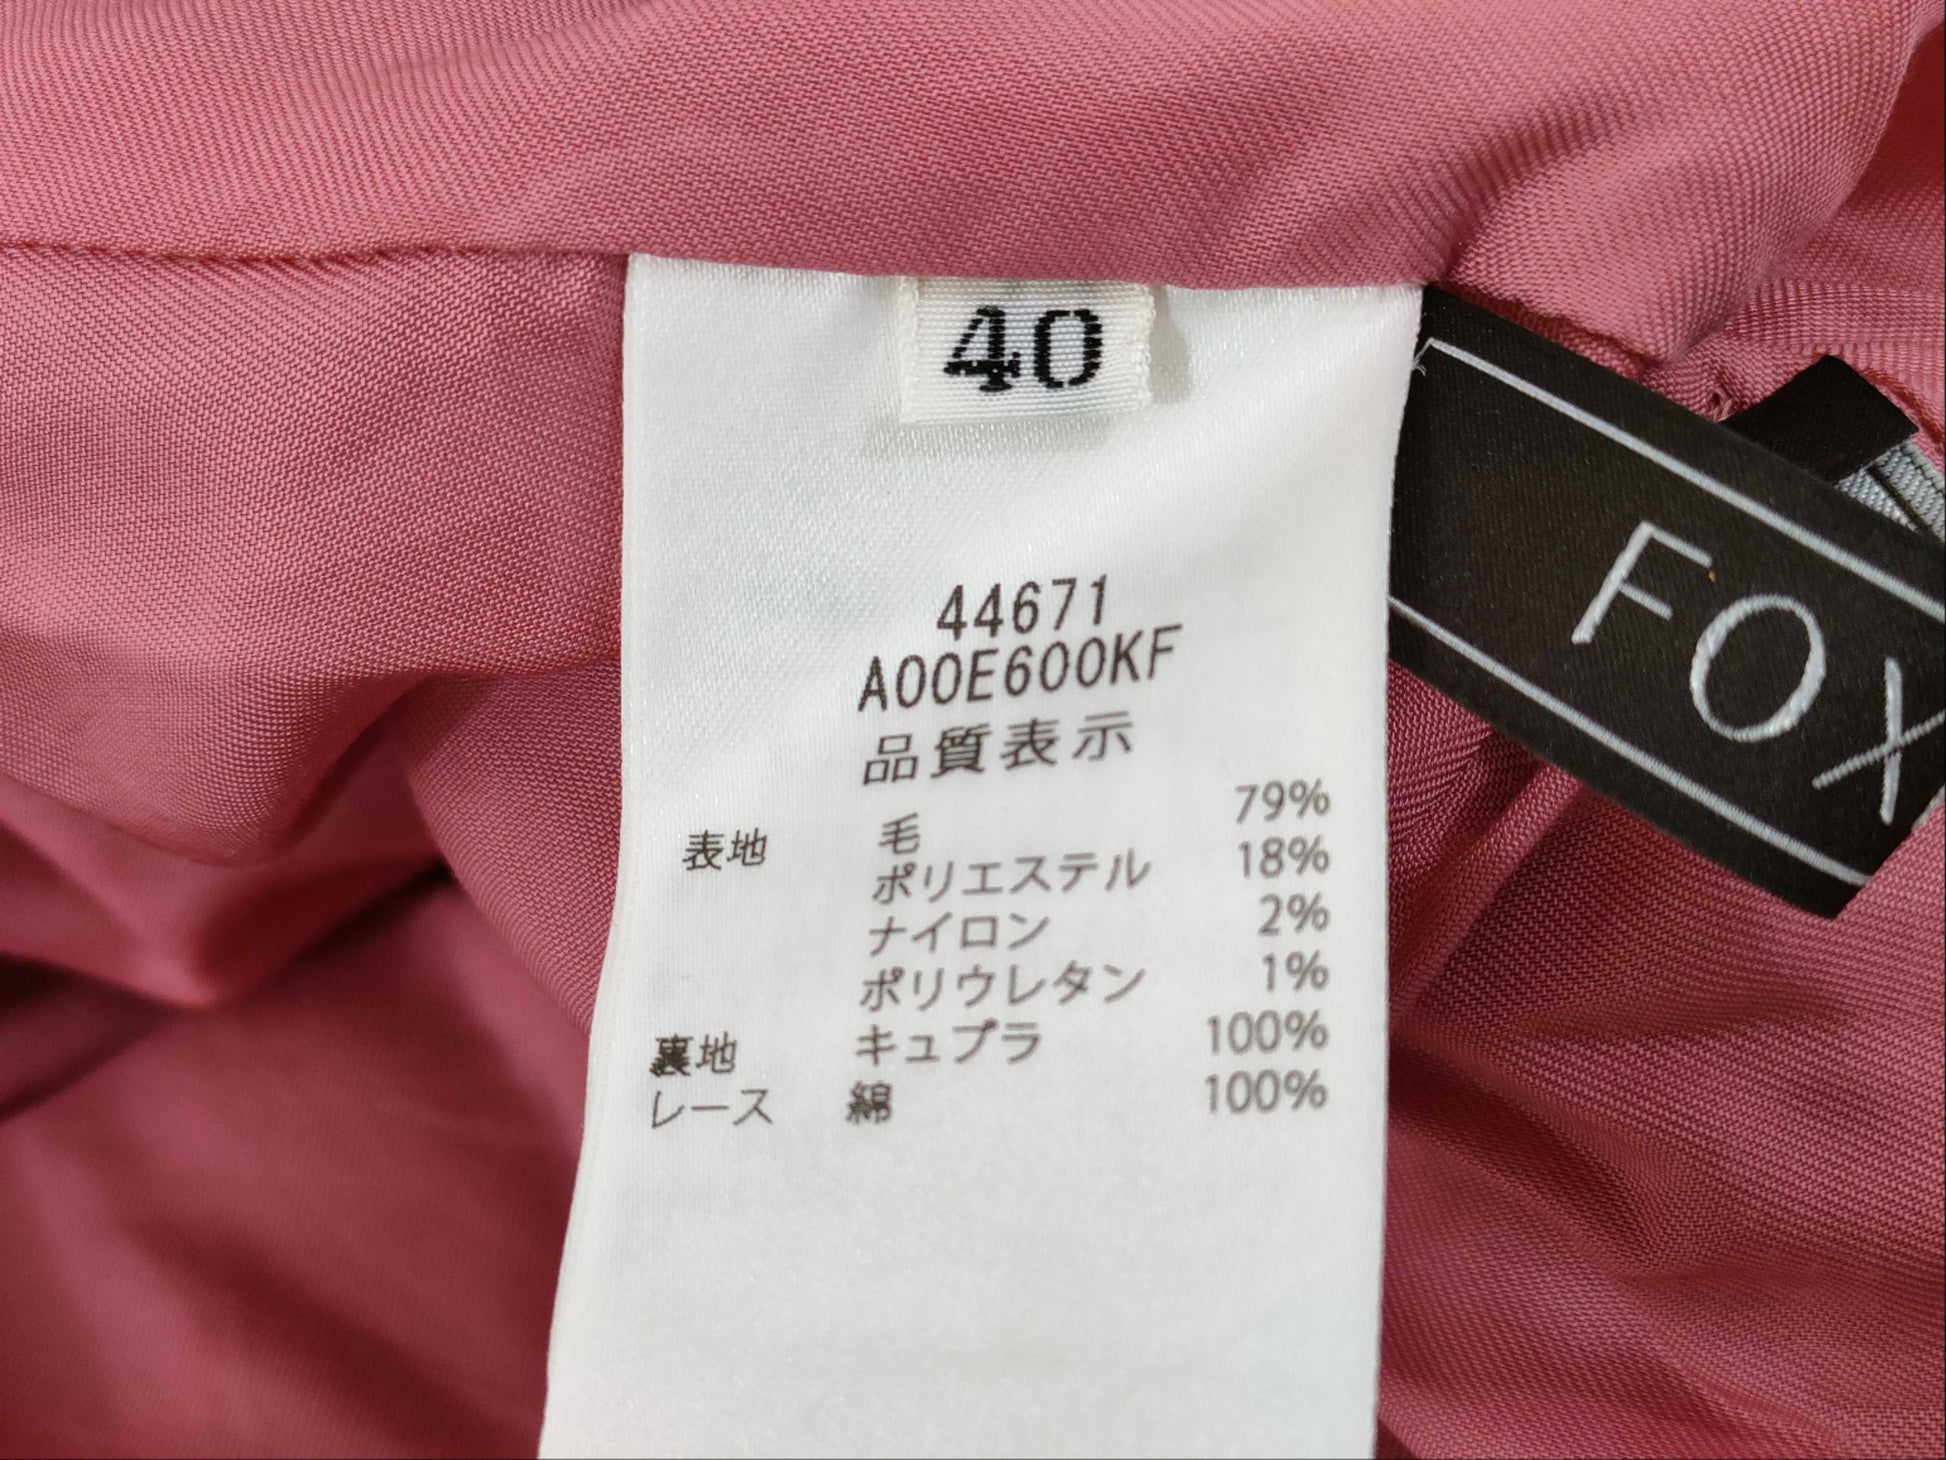 40
44671
A00E600KF
品質表示
表地 毛 79%
ポリエステル 18%
ナイロン 2%
ポリウレタン 1%
裏地 キュプラ 100%
レース 綿 100%
FOX